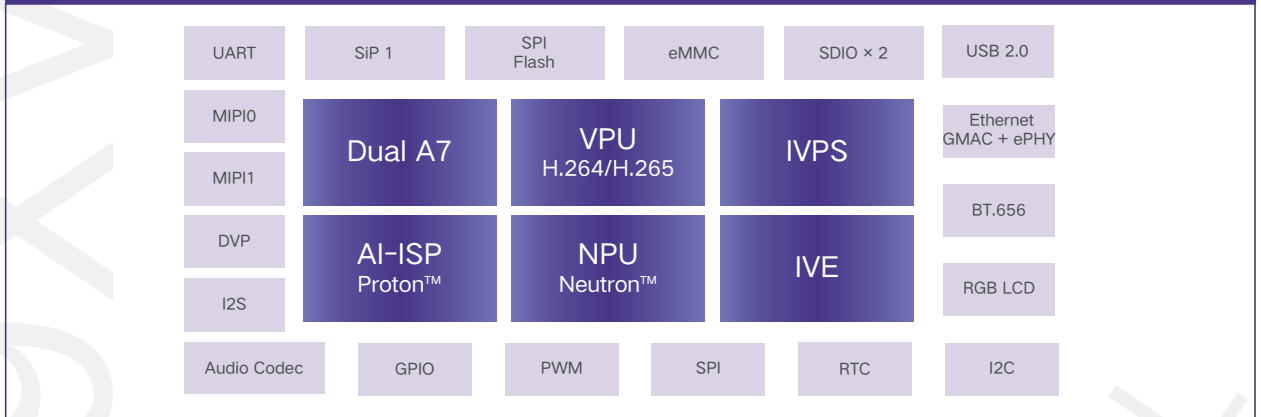 UART
SiP 1
SPI
Flash
eMMC
SDIO × 2
USB 2.0
MIPI0
MIPI1
DVP
I2S
Dual A7
VPU
H.264/H.265
IVPS
AI-ISP
Proton™
NPU
Neutron™
IVE
Ethernet
GMAC + ePHY
BT.656
RGB LCD
Audio Codec
GPIO
PWM
SPI
RTC
I2C